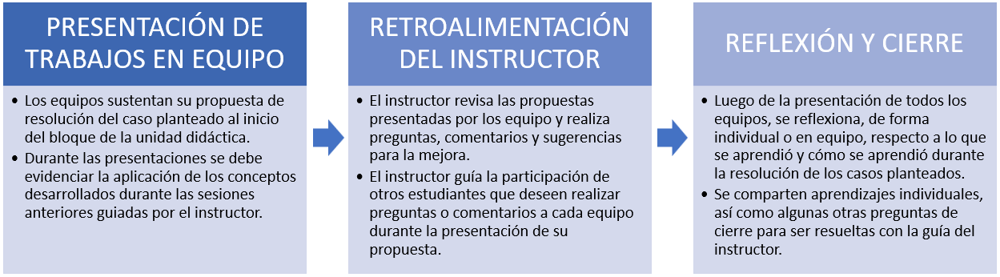 PRESENTACIÓN DE
TRABAJOS EN EQUIPO
• Los equipos sustentan su propuesta de
resolución del caso planteado al inicio
del bloque de la unidad didáctica.
• Durante las presentaciones se debe
evidenciar la aplicación de los conceptos
desarrollados durante las sesiones
anteriores guiadas por el instructor.
RETROALIMENTACIÓN
DEL INSTRUCTOR
• El instructor revisa las propuestas
presentadas por los equipo y realiza
preguntas, comentarios y sugerencias
para la mejora.
• El instructor guía la participación de
otros estudiantes que deseen realizar
preguntas o comentarios a cada equipo
durante la presentación de su
propuesta.
REFLEXIÓN Y CIERRE
• Luego de la presentación de todos los
equipos, se reflexiona, de forma
individual o en equipo, respecto a lo que
se aprendió y cómo se aprendió durante
la resolución de los casos planteados.
• Se comparten aprendizajes individuales,
así como algunas otras preguntas de
cierre para ser resueltas con la guía del
instructor.